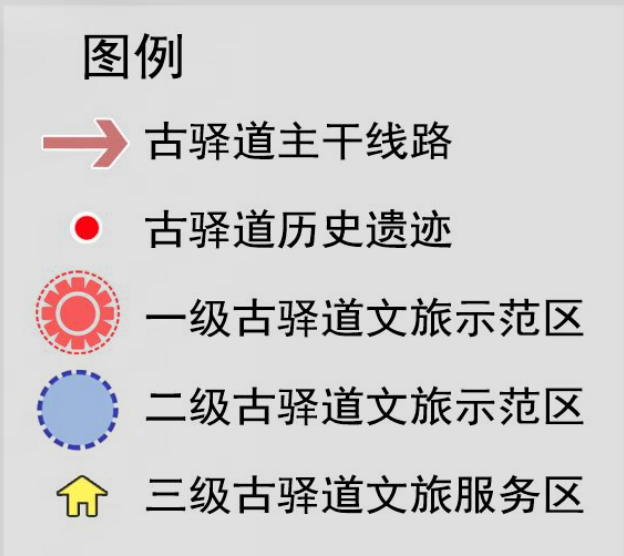 图例
古驿道主干线路
古驿道历史遗迹
一级古驿道文旅示范区
二级古驿道文旅示范区
三级古驿道文旅服务区